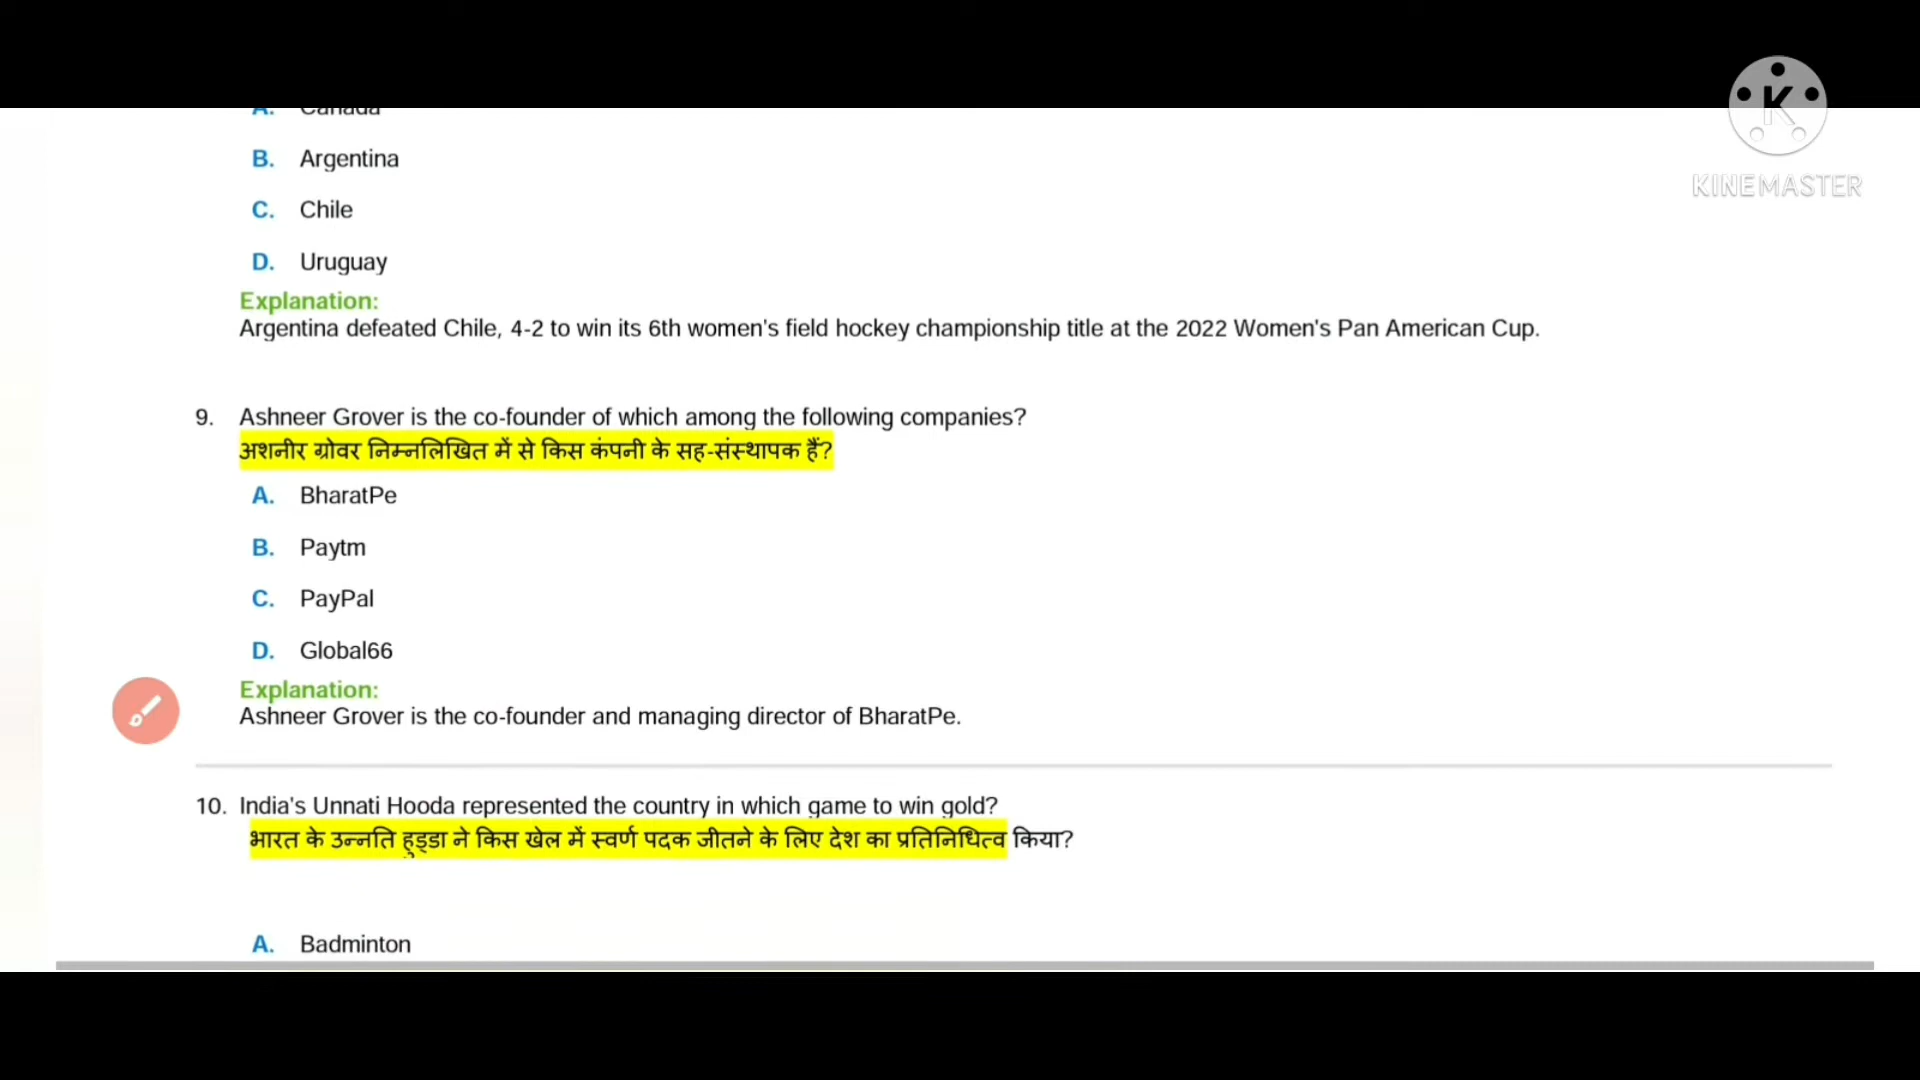 A. Canada
KINEMASTER
B. Argentina
C. Chile
D. Uruguay
Explanation:
Argentina defeated Chile, 4-2 to win its 6th women's field hockey championship title at the 2022 Women's Pan American Cup.
9. Ashneer Grover is the co-founder of which among the following companies?
अशनीर ग्रोवर निम्नलिखित में से किस कंपनी के सह-संस्थापक हैं?
A. BharatPe
B. Paytm
C. PayPal
D. Global66
Explanation:
Ashneer Grover is the co-founder and managing director of BharatPe.
10. India's Unnati Hooda represented the country in which game to win gold?
भारत के उन्नति हुड्डा ने किस खेल में स्वर्ण पदक जीतने के लिए देश का प्रतिनिधित्व किया?
A. Badminton